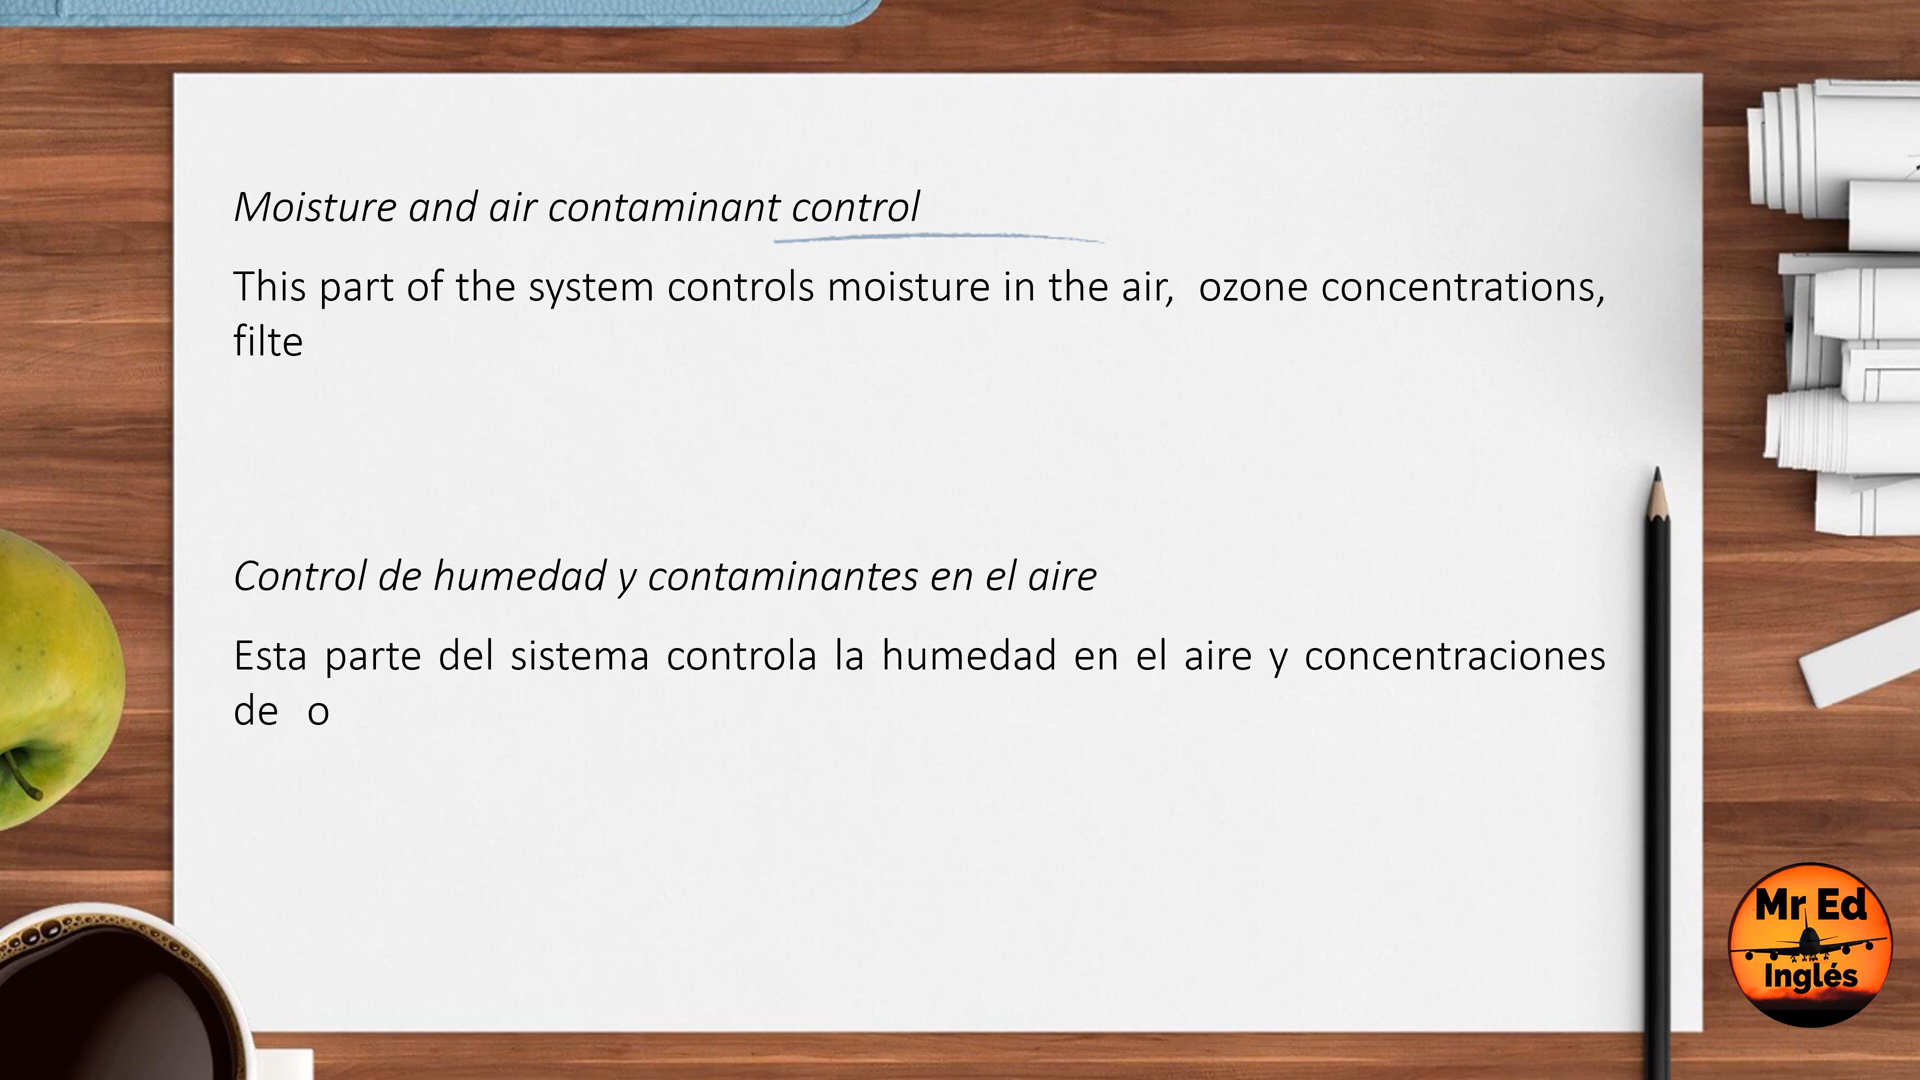 Moisture and air contaminant control
This part of the system controls moisture in the air,  ozone concentrations,
filte
Control de humedad y contaminantes en el aire
Esta parte del sistema controla la humedad en el aire y concentraciones
de  o
Mr Ed
Inglés